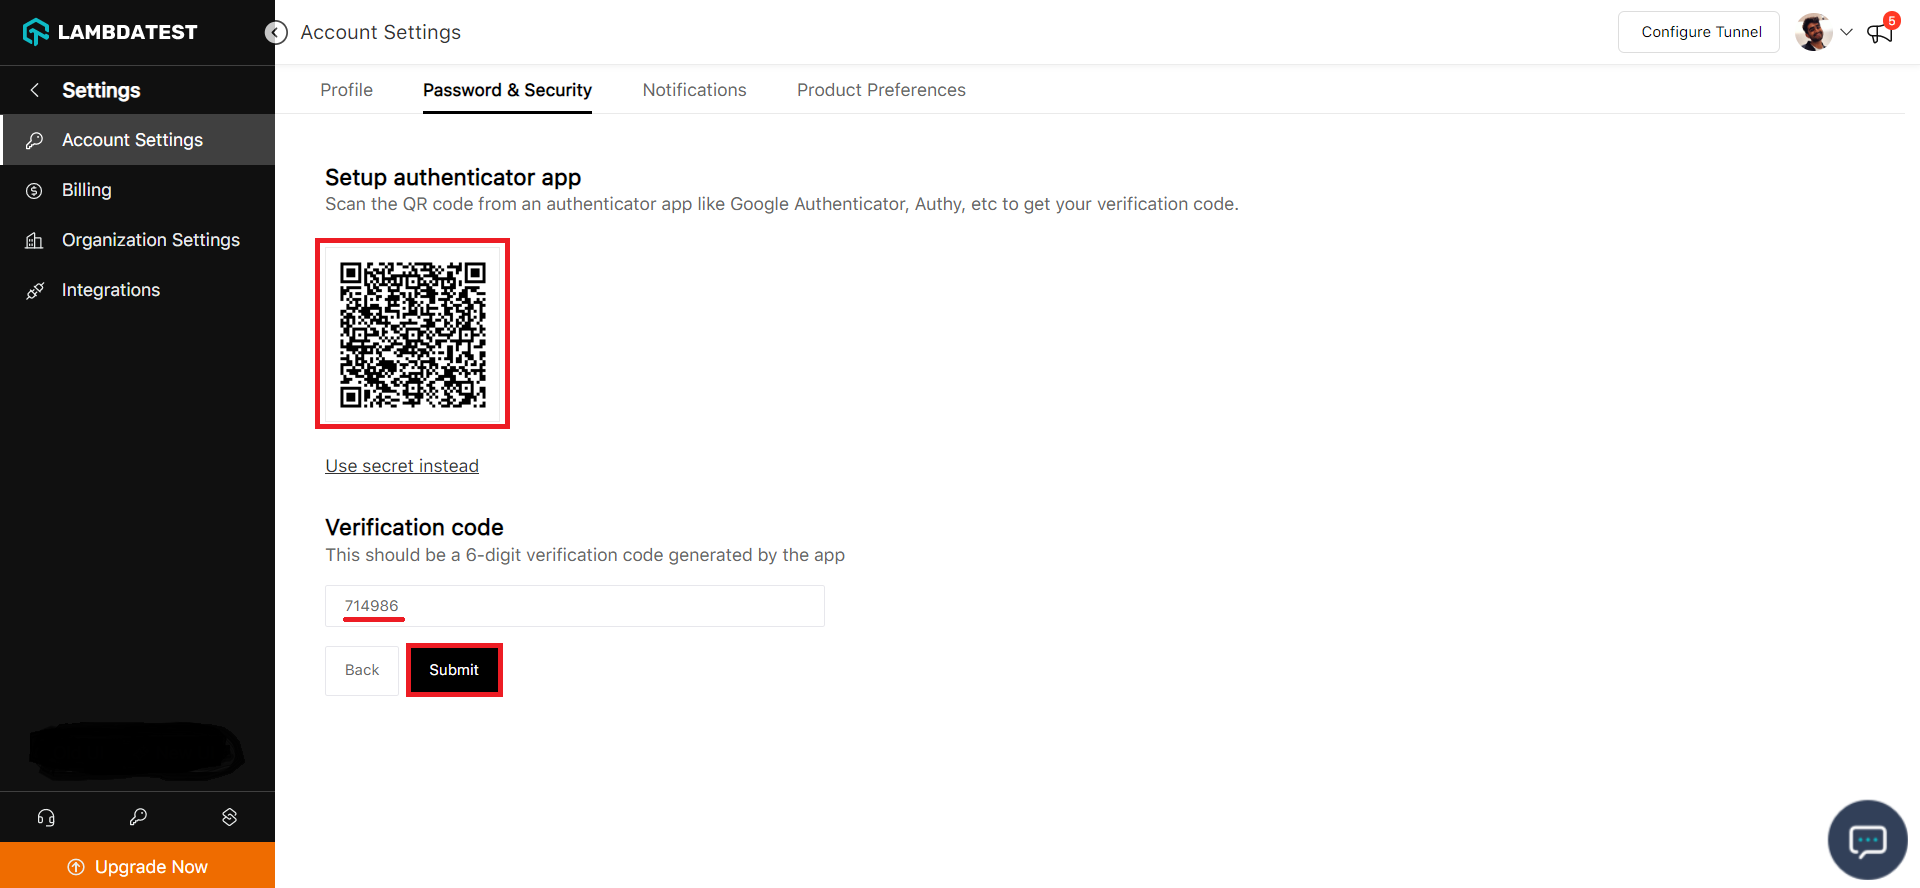 LAMBDATEST
Account Settings
Configure Tunnel
5
Settings
Account Settings
Billing
Organization Settings
Integrations
Profile
Password & Security
Notifications
Product Preferences
Setup authenticator app
Scan the QR code from an authenticator app like Google Authenticator, Authy, etc to get your verification code.
Use secret instead
Verification code
This should be a 6-digit verification code generated by the app
714986
Back
Submit
Upgrade Now